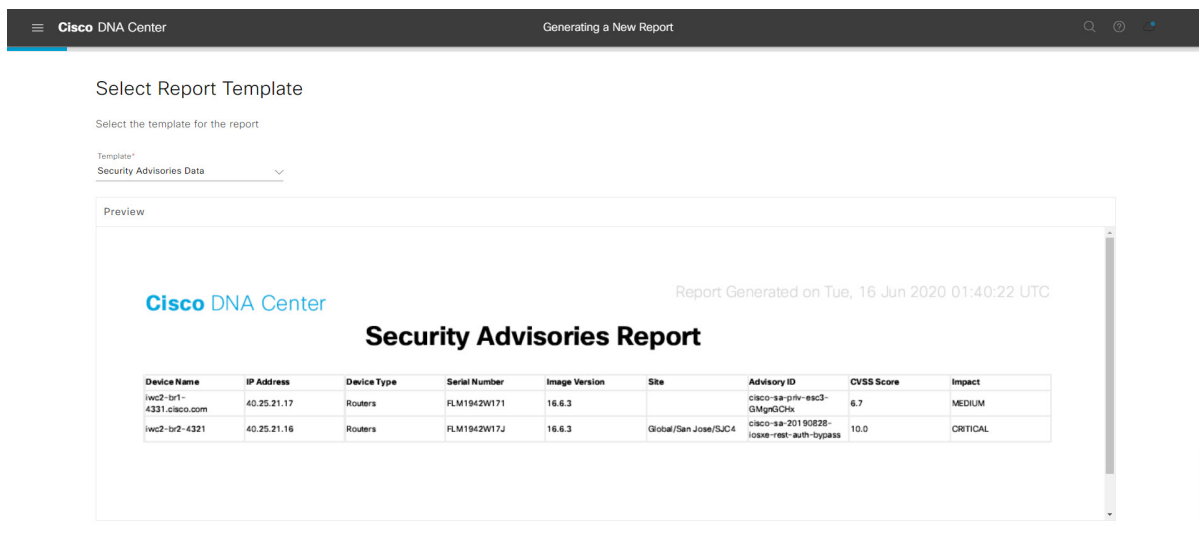 Cisco DNA Center
Generating a New Report
Select Report Template
Select the template for the report
Template*
Security Advisories Data
Preview
Cisco DNA Center
Report Generated on Tue, 16 Jun 2020 01:40:22 UTC
Security Advisories Report
Device Name IP Address Device Type Serial Number Image Version Site Advisory ID CVSS Score Impact
iwc2-br1-
4331.cisco.com 40.25.21.17 Routers FLM1942W171 16.6.3 cisco-sa-priv-esc3-
GMgnGCHx 6.7 MEDIUM
iwc2-br2-4321 40.25.21.16 Routers FLM1942W17J 16.6.3 Global/San Jose/SJC4 cisco-sa-20190828-
iosxe-rest-auth-bypass 10.0 CRITICAL